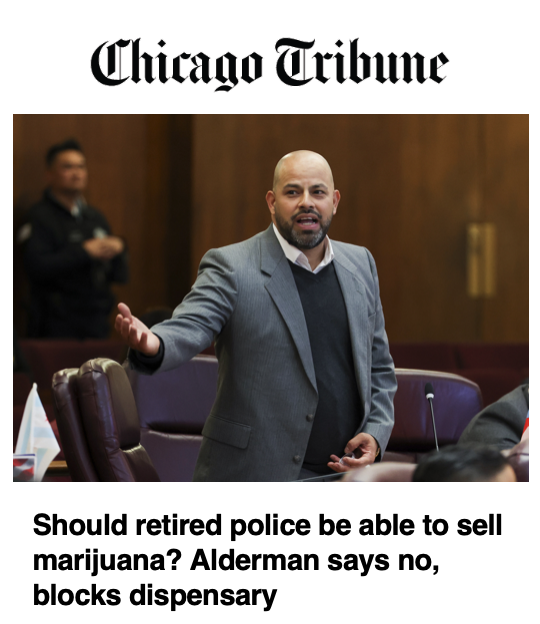 Chicago Tribune
Should retired police be able to sell
marijuana? Alderman says no,
blocks dispensary